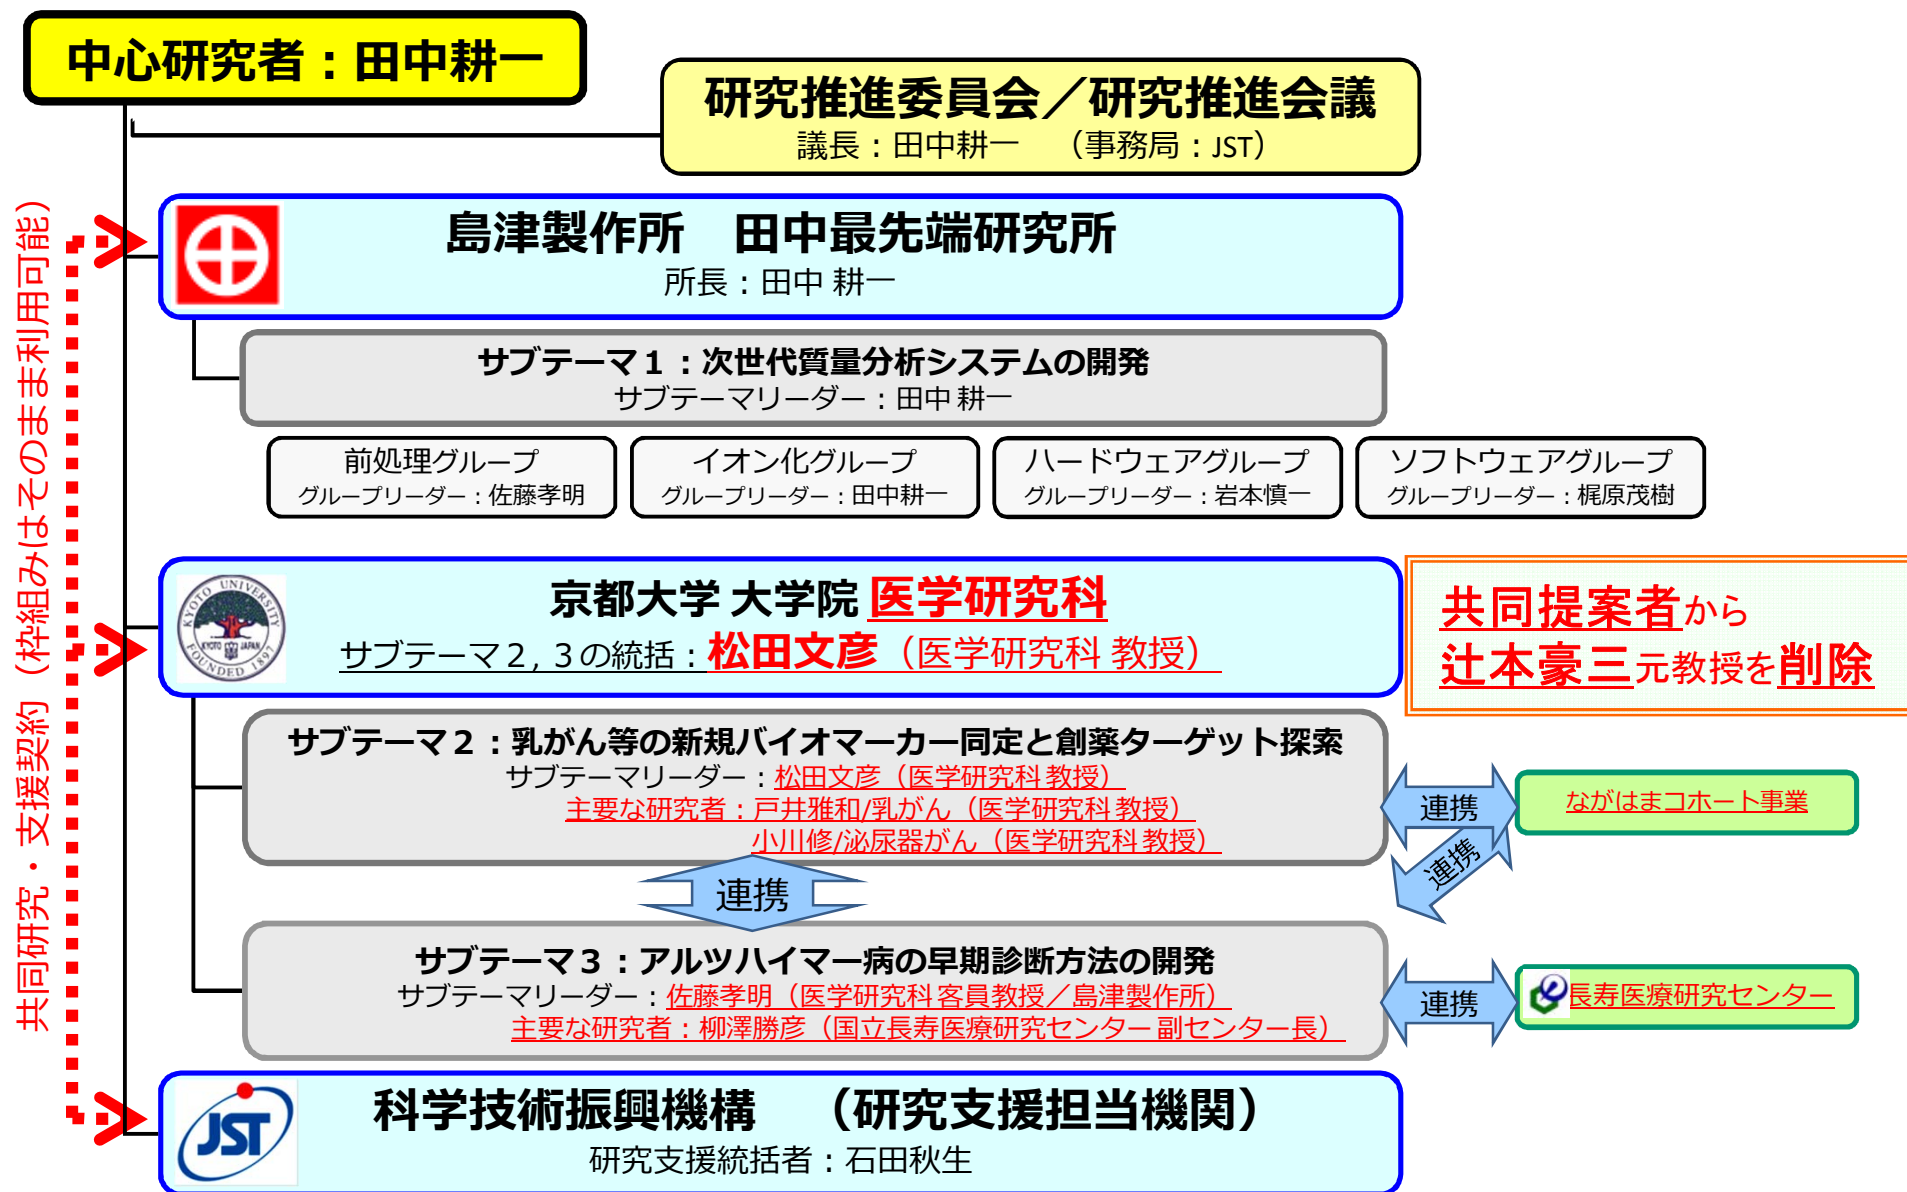 中心研究者：田中耕一
研究推進委員会／研究推進会議
議長：田中耕一　（事務局：JST）
島津製作所　田中最先端研究所
所長：田中 耕一
サブテーマ１：次世代質量分析システムの開発
サブテーマリーダー：田中 耕一
前処理グループ
グループリーダー：佐藤孝明
イオン化グループ
グループリーダー：田中耕一
ハードウェアグループ
グループリーダー：岩本慎一
ソフトウェアグループ
グループリーダー：梶原茂樹
共同研究・支援契約（枠組みはそのまま利用可能）
KYOTO UNIVERSITY
KYOTO JAPAN
FOUNDED 1897
京都大学 大学院 医学研究科
サブテーマ２，３の統括：松田文彦（医学研究科 教授）
共同提案者から
辻本豪三元教授を削除
サブテーマ２：乳がん等の新規バイオマーカー同定と創薬ターゲット探索
サブテーマリーダー：松田文彦（医学研究科 教授）
主要な研究者：戸井雅和/乳がん（医学研究科 教授）
小川修/泌尿器がん（医学研究科 教授）
連携
ながはまコホート事業
連携
連携
サブテーマ３：アルツハイマー病の早期診断方法の開発
サブテーマリーダー：佐藤孝明（医学研究科 客員教授／島津製作所）
主要な研究者：柳澤勝彦（国立長寿医療研究センター 副センター長）
連携
長寿医療研究センター
JST
科学技術振興機構　（研究支援担当機関）
研究支援統括者：石田秋生